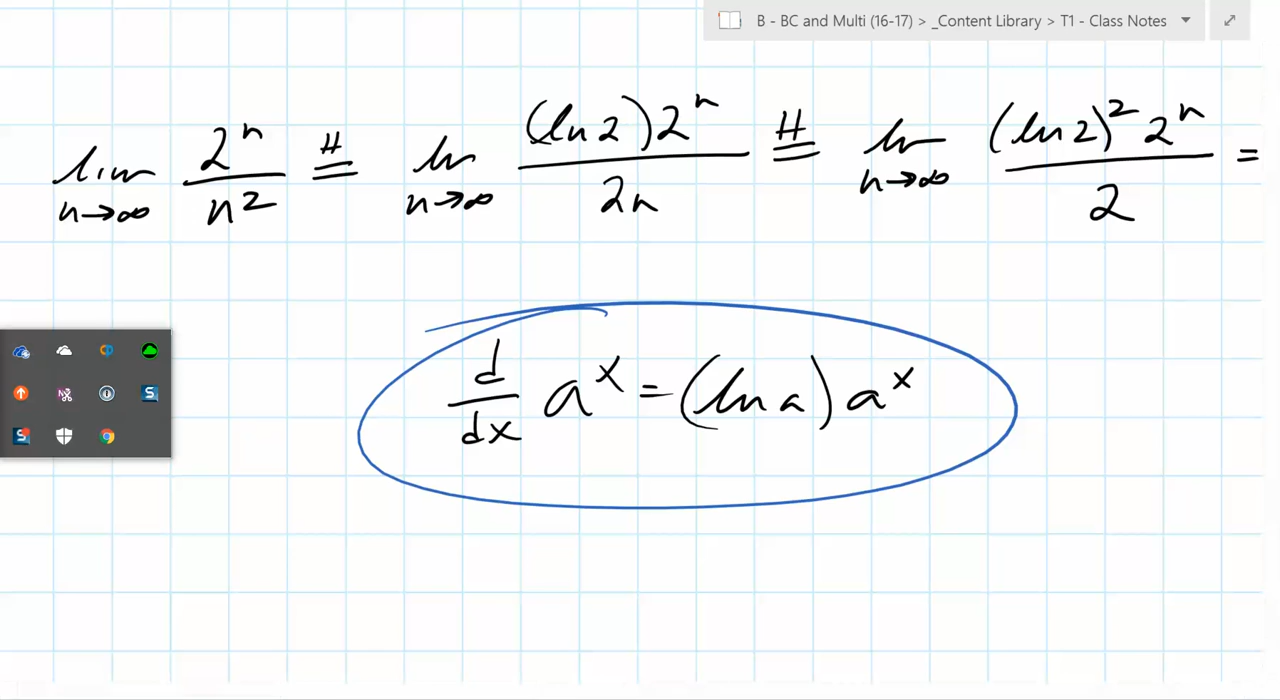 B - BC and Multi (16-17) > _Content Library > T1 - Class Notes
lim n→∞ 2^n / n^2 =^H lim n→∞ (ln 2) 2^n / 2n =^H lim n→∞ (ln 2)^2 2^n / 2 =
d/dx a^x = (ln a) a^x